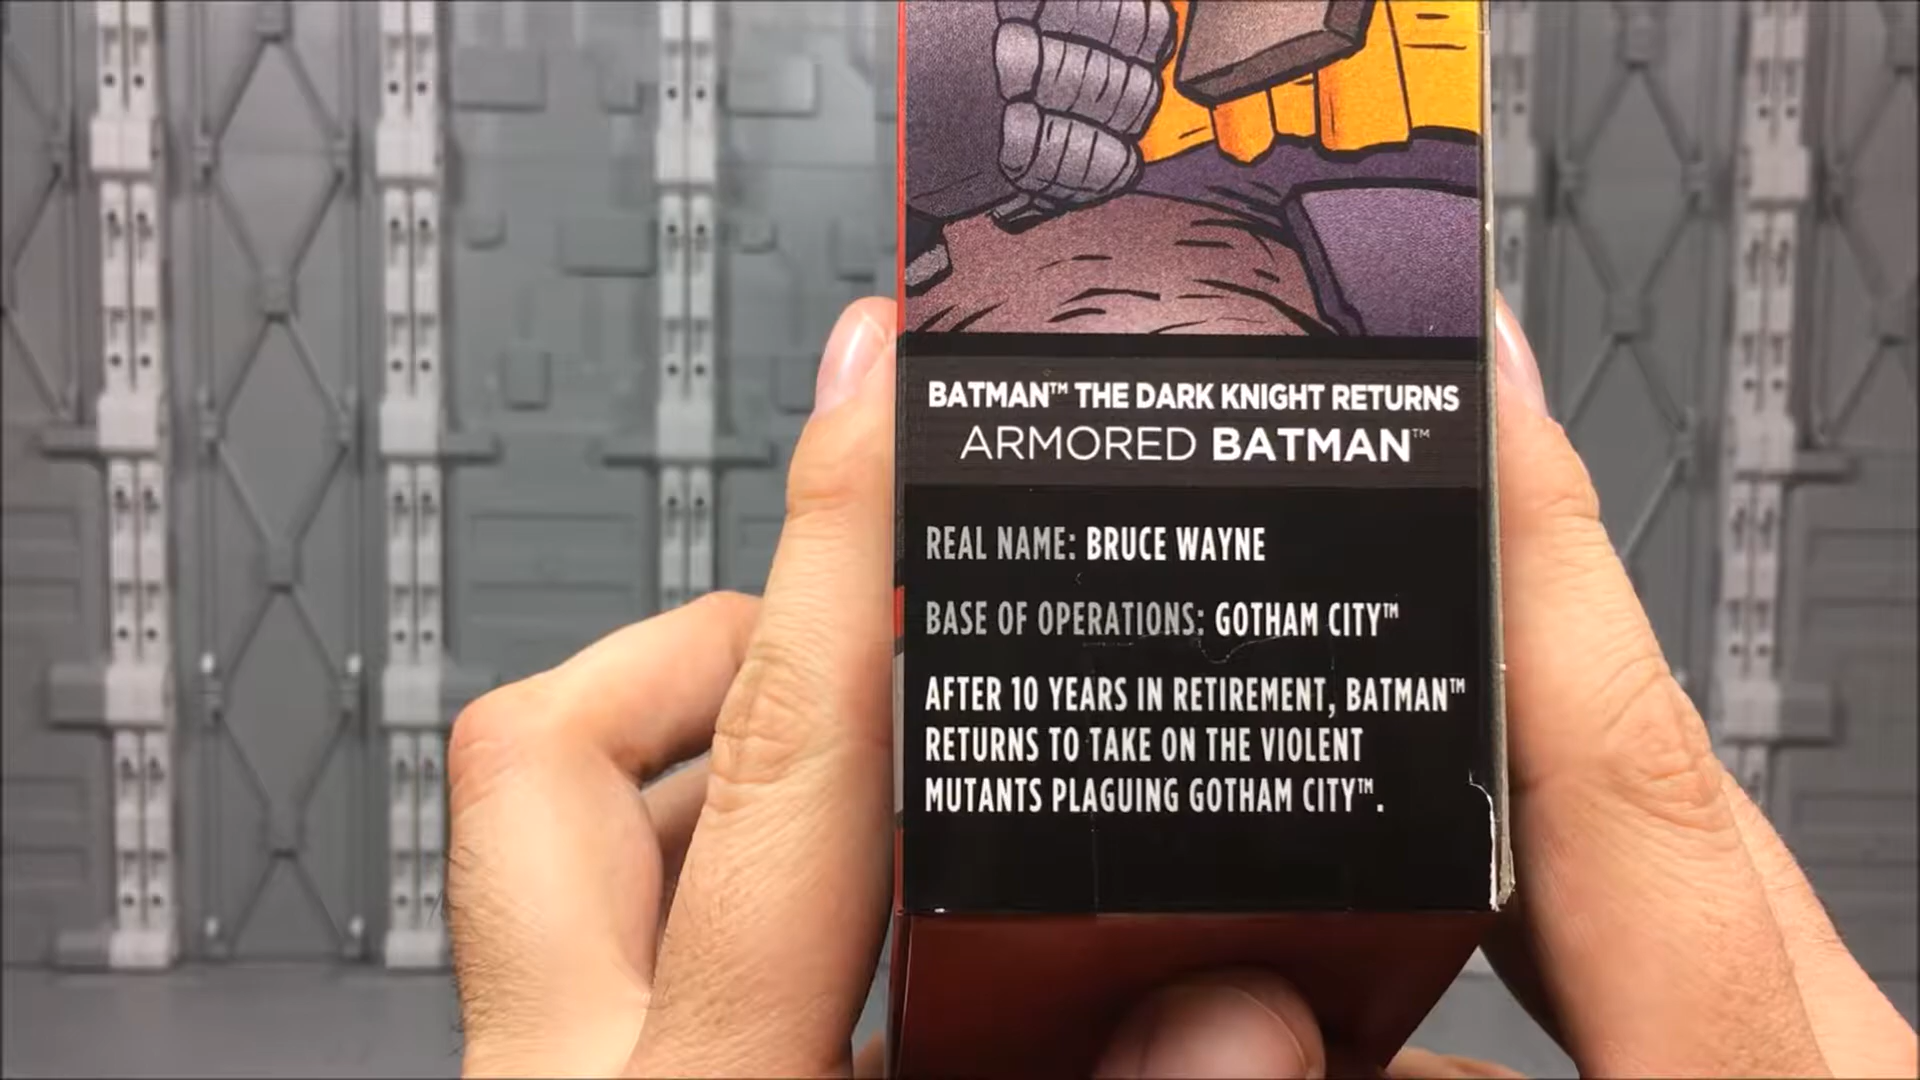 BATMAN™ THE DARK KNIGHT RETURNS
ARMORED BATMAN™
REAL NAME: BRUCE WAYNE
BASE OF OPERATIONS: GOTHAM CITY™
AFTER 10 YEARS IN RETIREMENT, BATMAN™
RETURNS TO TAKE ON THE VIOLENT
MUTANTS PLAGUING GOTHAM CITY™.